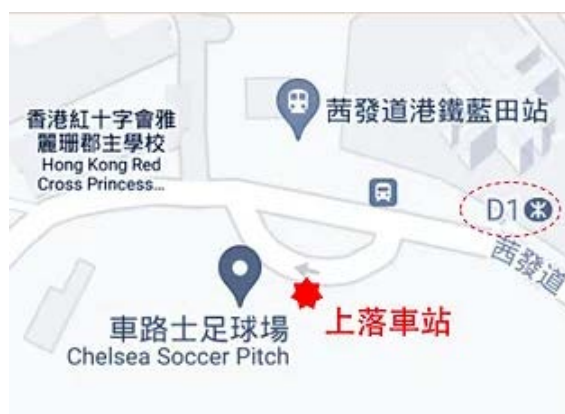 香港紅十字會雅
麗珊郡主學校
Hong Kong Red
Cross Princess...
茜發道港鐵藍田站
D1
茜發道
車路士足球場
Chelsea Soccer Pitch
上落車站